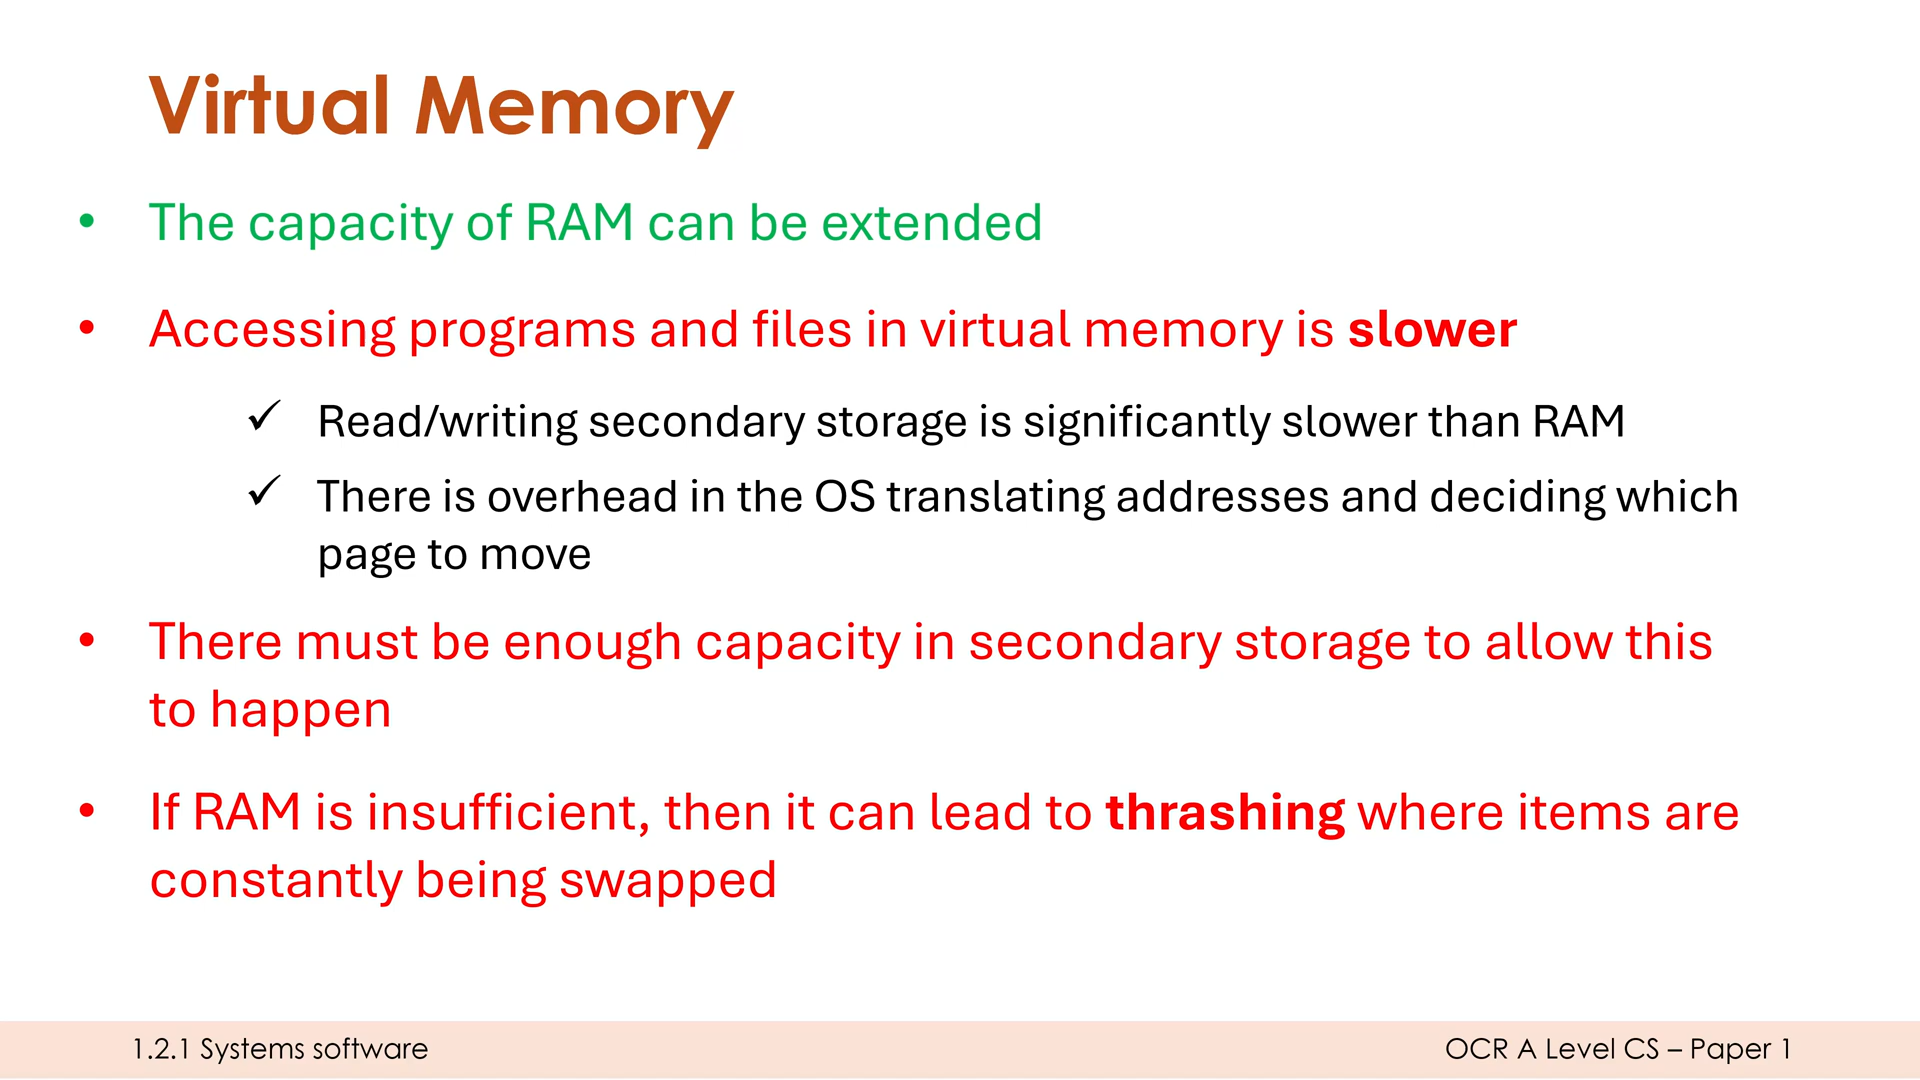 Virtual Memory
• The capacity of RAM can be extended
• Accessing programs and files in virtual memory is slower
✓ Read/writing secondary storage is significantly slower than RAM
✓ There is overhead in the OS translating addresses and deciding which
page to move
• There must be enough capacity in secondary storage to allow this
to happen
• If RAM is insufficient, then it can lead to thrashing where items are
constantly being swapped
1.2.1 Systems software
OCR A Level CS – Paper 1